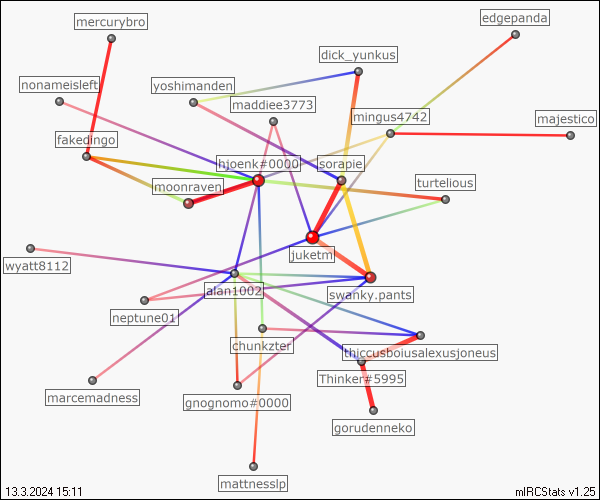 mercurybro
edgepanda
dick_yunkus
nonameisleft
yoshimanden
maddiee3773
mingus4742
majestico
fakedingo
hjoenk#0000
sorapie
moonraven
turtelious
juketm
wyatt8112
alan1002
swanky.pants
neptune01
chunkzter
thiccusboiusalexusjoneus
Thinker#5995
marcemadness
gnognomo#0000
gorudenneko
mattnesslp
13.3.2024 15:11
mIRCStats v1.25